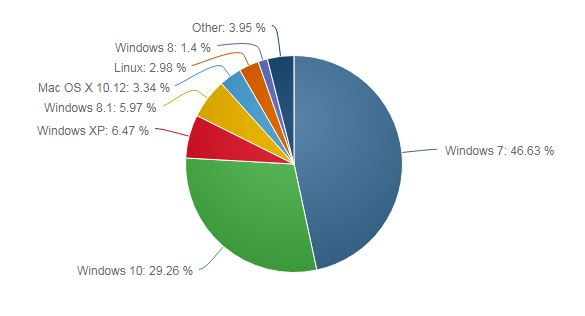 Other: 3.95 %
Windows 8: 1.4 %
Linux: 2.98 %
Mac OS X 10.12: 3.34 %
Windows 8.1: 5.97 %
Windows XP: 6.47 %
Windows 7: 46.63 %
Windows 10: 29.26 %